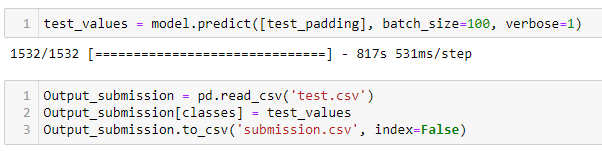 1 test_values = model.predict([test_padding], batch_size=100, verbose=1)
1532/1532 [==============================] - 817s 531ms/step
1 Output_submission = pd.read_csv('test.csv')
2 Output_submission[classes] = test_values
3 Output_submission.to_csv('submission.csv', index=False)